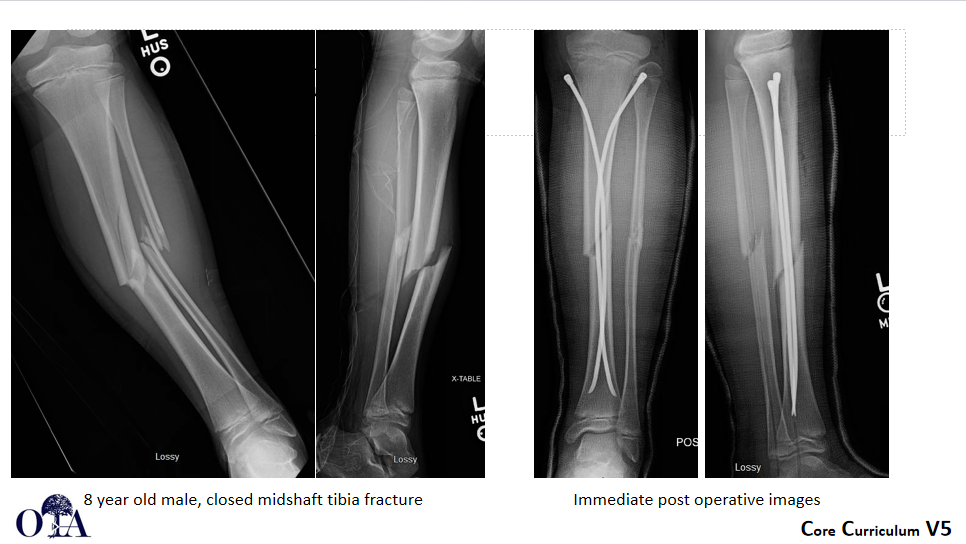 L
HUS
Lossy
X-TABLE
L
HU
Lossy
POS
Lossy
L
M
8 year old male, closed midshaft tibia fracture
Immediate post operative images
OTA
Core Curriculum V5